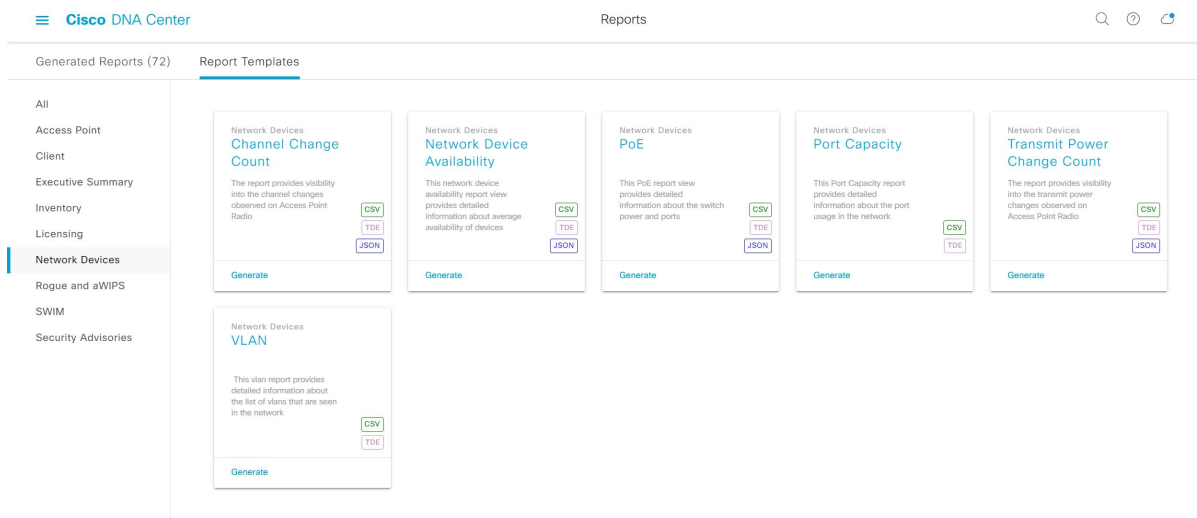 Cisco DNA Center
Reports
Generated Reports (72)
Report Templates
All
Access Point
Client
Executive Summary
Inventory
Licensing
Network Devices
Rogue and aWIPS
SWIM
Security Advisories
Network Devices
Channel Change
Count
The report provides visibility
into the channel changes
observed on Access Point
Radio
CSV
TDE
JSON
Generate
Network Devices
Network Device
Availability
This network device
availability report view
provides detailed
information about average
availability of devices
CSV
TDE
JSON
Generate
Network Devices
PoE
This PoE report view
provides detailed
information about the switch
power and ports
CSV
TDE
JSON
Generate
Network Devices
Port Capacity
This Port Capacity report
provides detailed
information about the port
usage in the network
CSV
TDE
Generate
Network Devices
Transmit Power
Change Count
The report provides visibility
into the transmit power
changes observed on
Access Point Radio
CSV
TDE
JSON
Generate
Network Devices
VLAN
This vlan report provides
detailed information about
the list of vlans that are seen
in the network
CSV
TDE
Generate